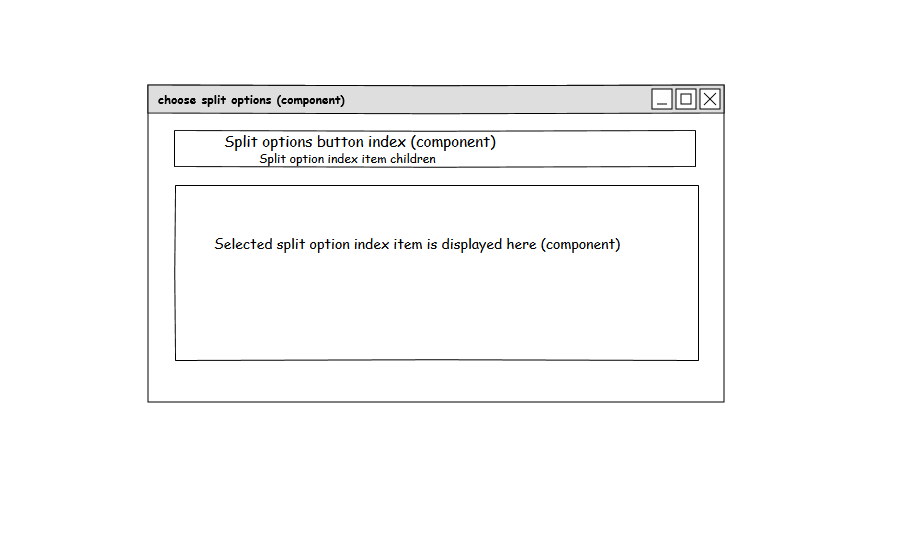 choose split options (component)
Split options button index (component)
Split option index item children
Selected split option index item is displayed here (component)